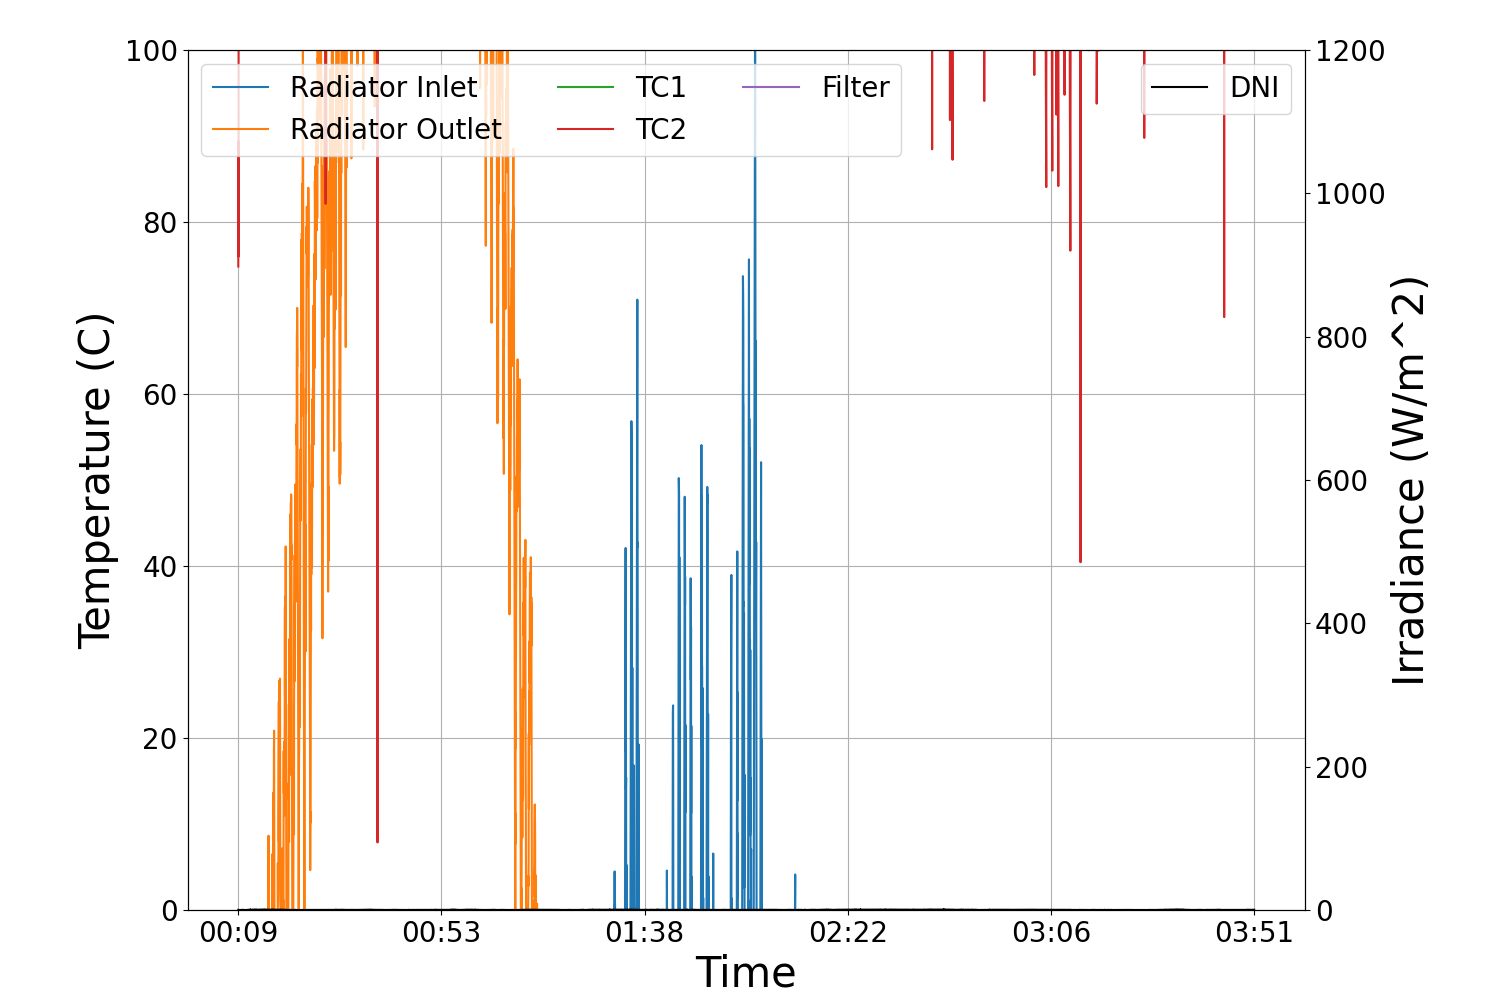 Radiator Inlet
Radiator Outlet
TC1
TC2
Filter
DNI
Temperature (C)
100
80
60
40
20
0
Irradiance (W/m^2)
1200
1000
800
600
400
200
0
00:09 00:53 01:38 02:22 03:06 03:51
Time